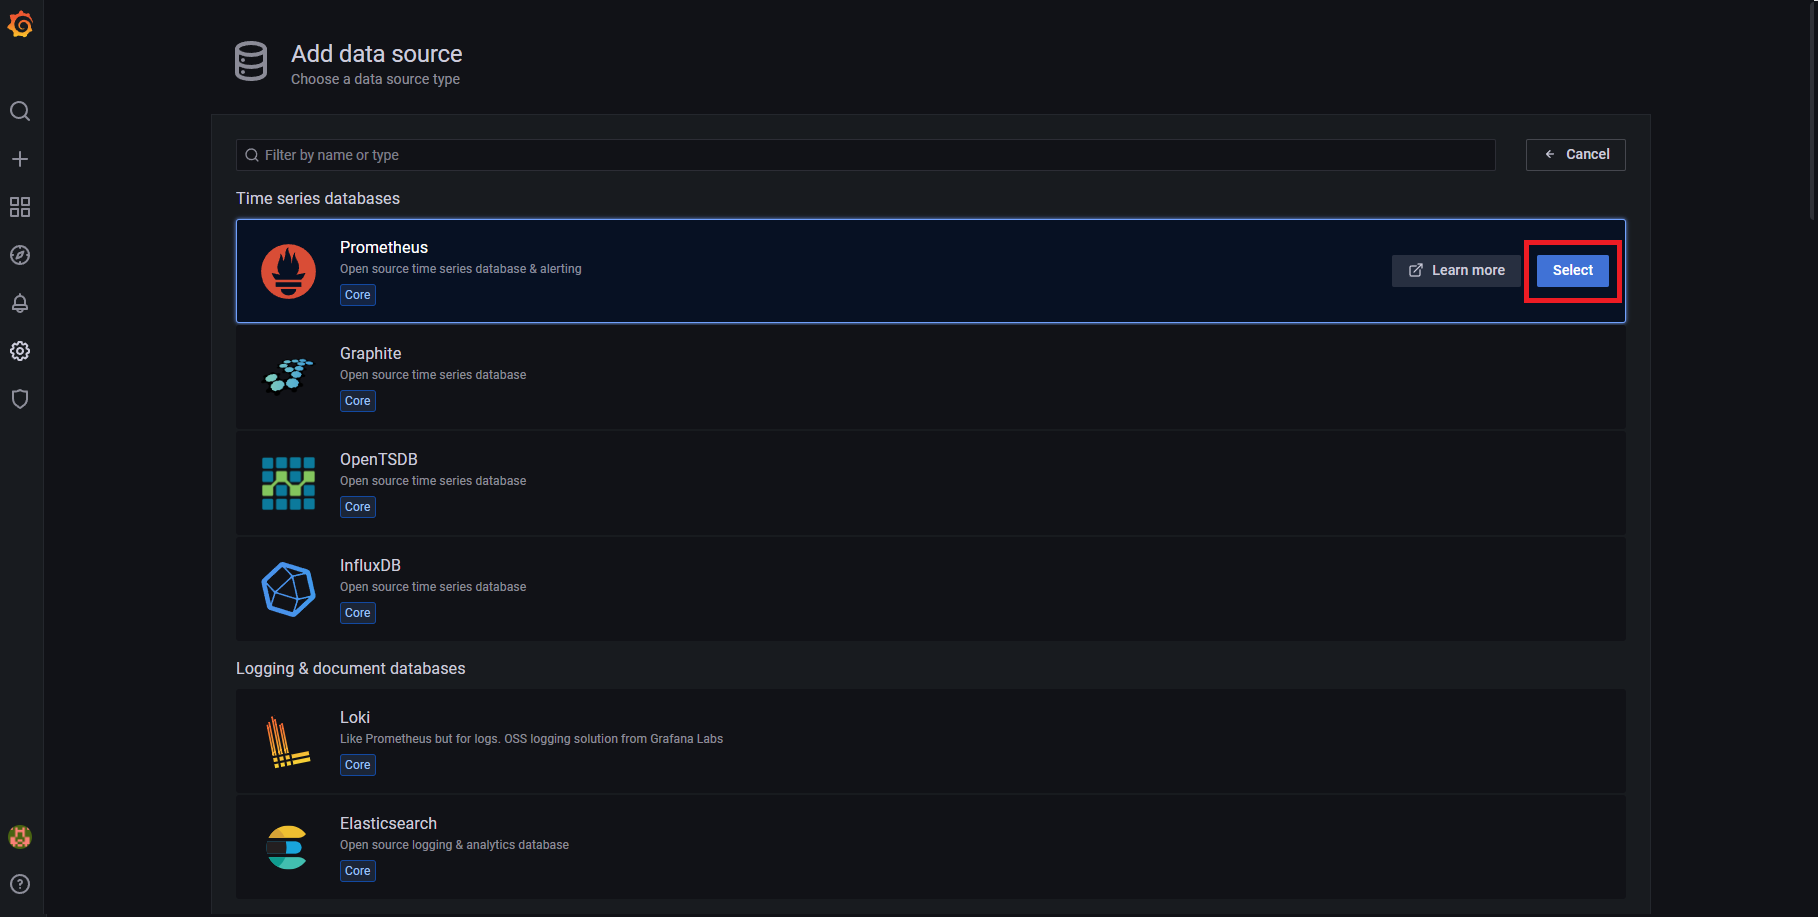 Add data source
Choose a data source type
Filter by name or type
Cancel
Time series databases
Prometheus
Open source time series database & alerting
Core
Learn more
Select
Graphite
Open source time series database
Core
OpenTSDB
Open source time series database
Core
InfluxDB
Open source time series database
Core
Logging & document databases
Loki
Like Prometheus but for logs. OSS logging solution from Grafana Labs
Core
Elasticsearch
Open source logging & analytics database
Core